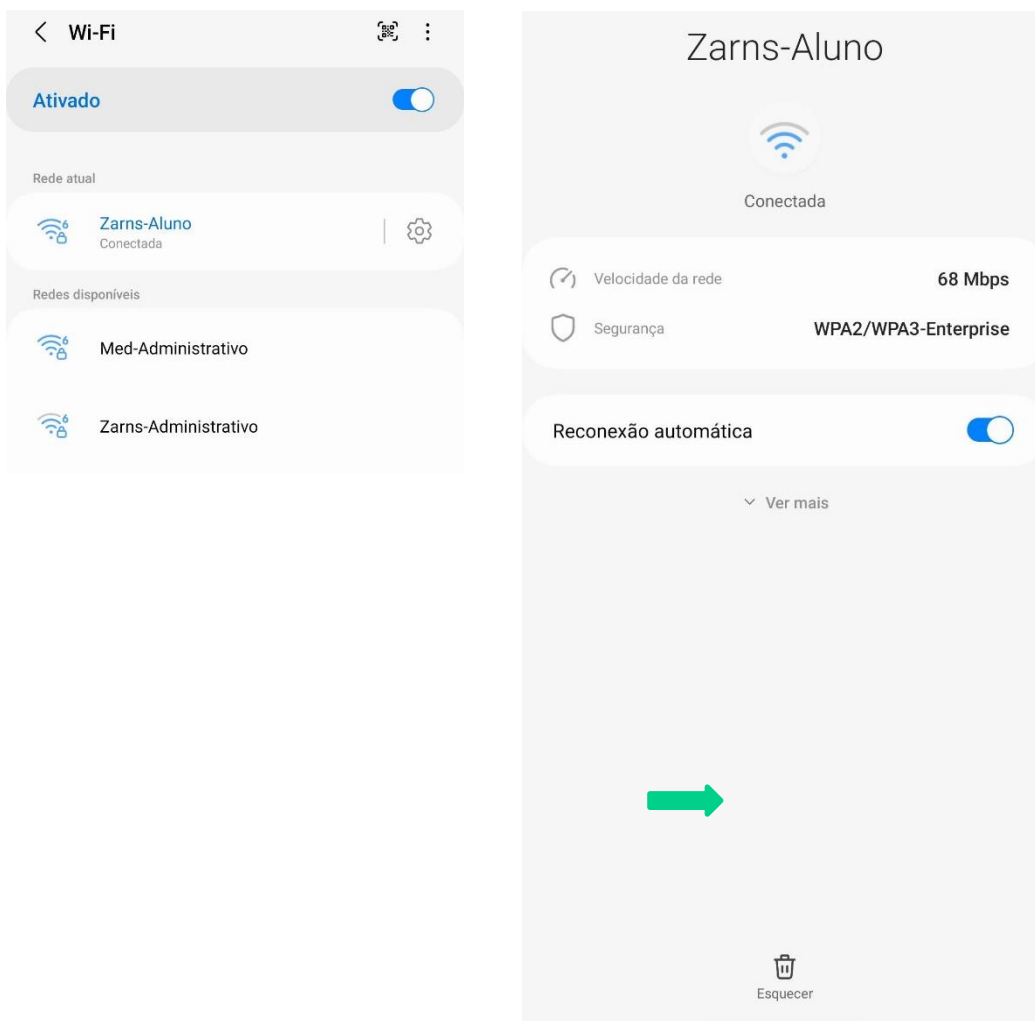 Wi-Fi
Ativado
Rede atual
Zarns-Aluno
Conectada
Redes disponíveis
Med-Administrativo
Zarns-Administrativo
Zarns-Aluno
Conectada
Velocidade da rede 68 Mbps
Segurança WPA2/WPA3-Enterprise
Reconexão automática
Ver mais
Esquecer